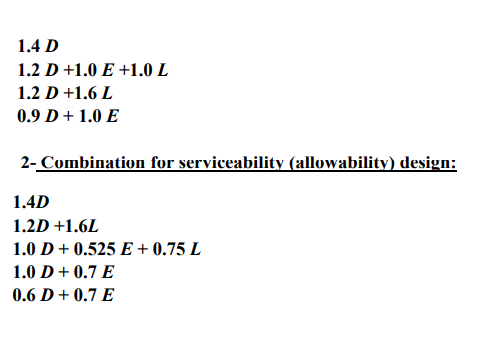 1.4 D
1.2 D +1.0 E +1.0 L
1.2 D +1.6 L
0.9 D + 1.0 E
2- Combination for serviceability (allowability) design:
1.4D
1.2D +1.6L
1.0 D + 0.525 E + 0.75 L
1.0 D + 0.7 E
0.6 D + 0.7 E